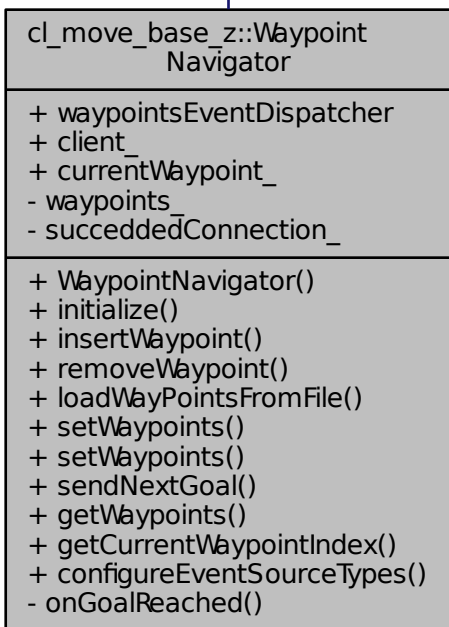 cl_move_base_z::Waypoint
Navigator
+ waypointsEventDispatcher
+ client_
+ currentWaypoint_
- waypoints_
- succeddedConnection_
+ WaypointNavigator()
+ initialize()
+ insertWaypoint()
+ removeWaypoint()
+ loadWayPointsFromFile()
+ setWaypoints()
+ setWaypoints()
+ sendNextGoal()
+ getWaypoints()
+ getCurrentWaypointIndex()
+ configureEventSourceTypes()
- onGoalReached()